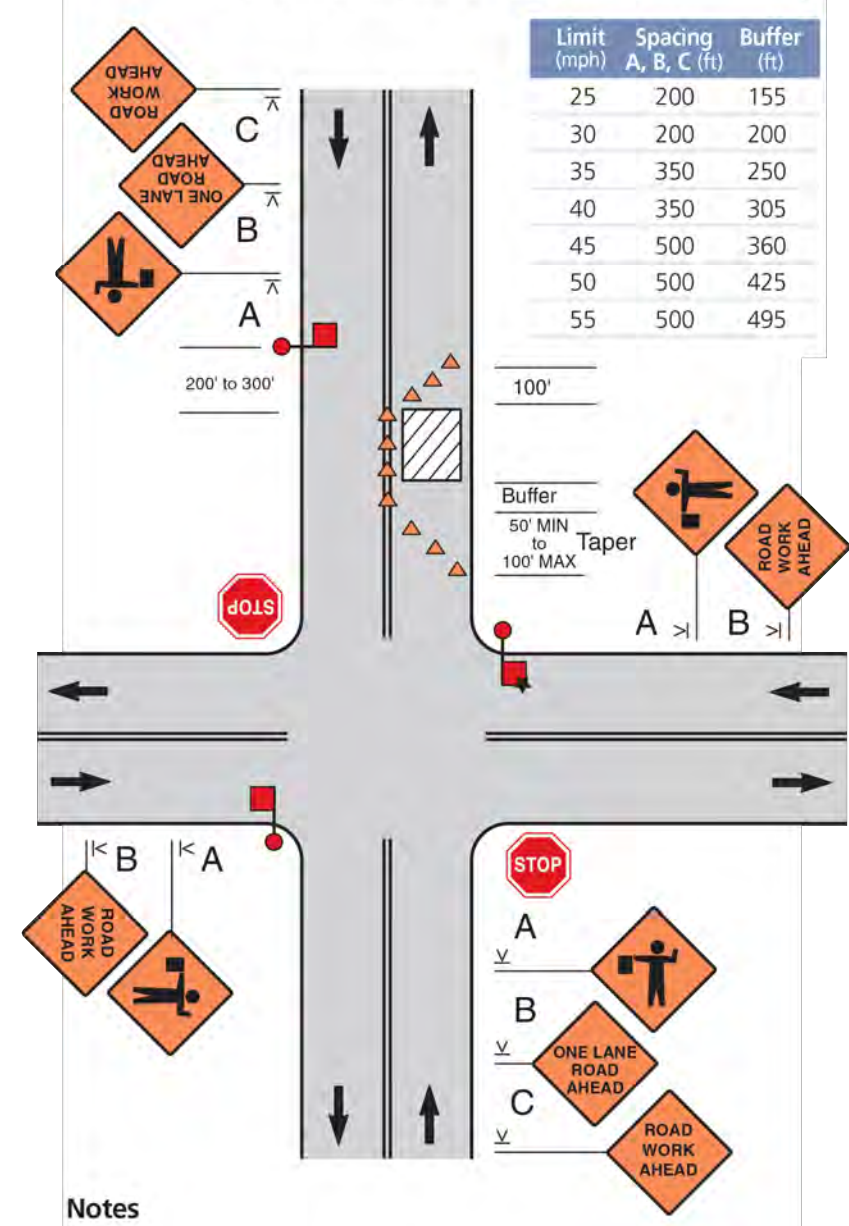 Limit Spacing Buffer
(mph) A, B, C (ft) (ft)
25 200 155
30 200 200
35 350 250
40 350 305
45 500 360
50 500 425
55 500 495
ROAD
WORK
AHEAD
C
ONE LANE
ROAD
AHEAD
B
A
200' to 300'
100'
Buffer
50' MIN
to
100' MAX
Taper
STOP
ROAD
WORK
AHEAD
A
B
B
A
ROAD
WORK
AHEAD
STOP
A
B
ONE LANE
ROAD
AHEAD
C
ROAD
WORK
AHEAD
Notes